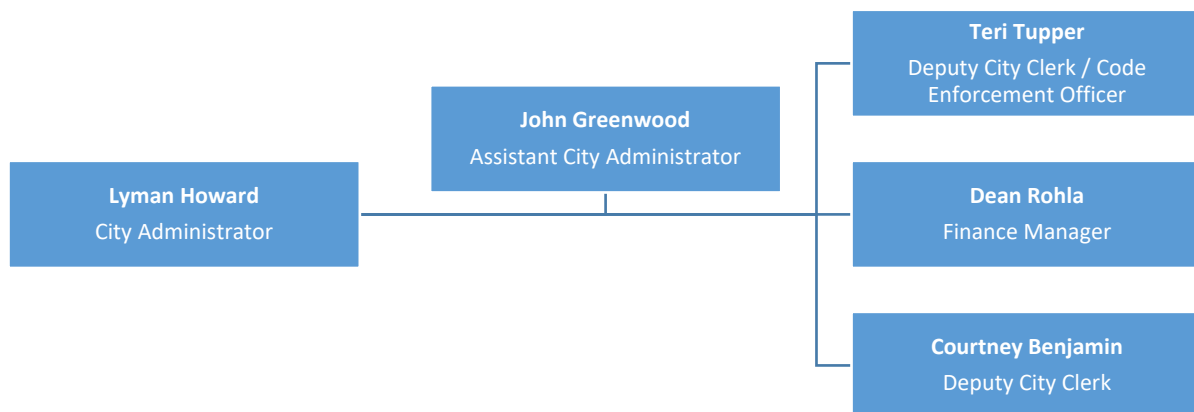 Lyman Howard
City Administrator
John Greenwood
Assistant City Administrator
Teri Tupper
Deputy City Clerk / Code
Enforcement Officer
Dean Rohla
Finance Manager
Courtney Benjamin
Deputy City Clerk